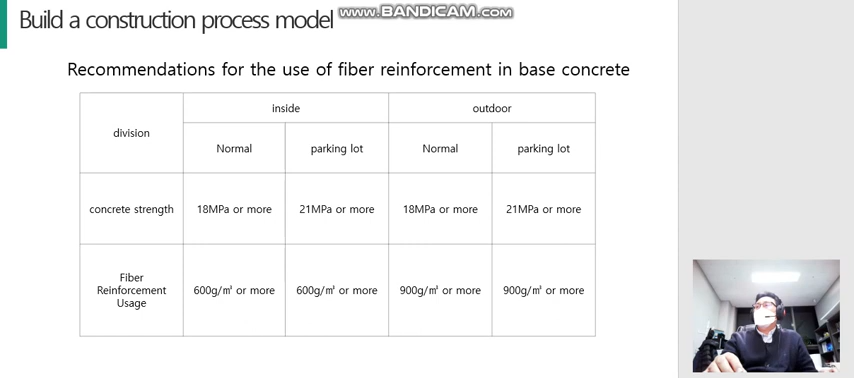 Build a construction process model
www.BANDICAM.com
Recommendations for the use of fiber reinforcement in base concrete
division
inside
outdoor
Normal
parking lot
Normal
parking lot
concrete strength
18MPa or more
21MPa or more
18MPa or more
21MPa or more
Fiber
Reinforcement
Usage
600g/㎥ or more
600g/㎥ or more
900g/㎥ or more
900g/㎥ or more